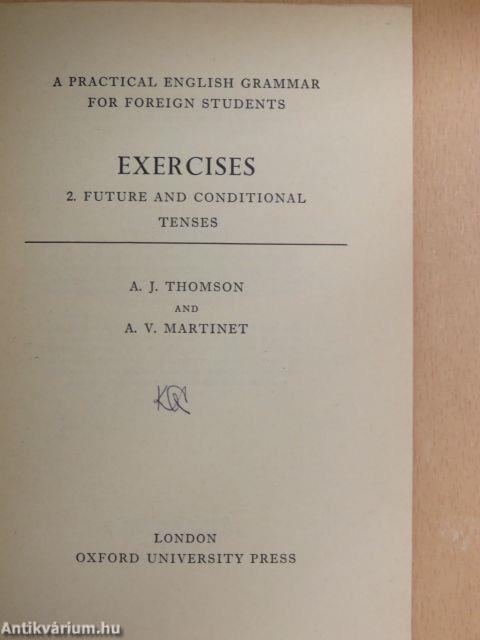 A PRACTICAL ENGLISH GRAMMAR
FOR FOREIGN STUDENTS
EXERCISES
2. FUTURE AND CONDITIONAL
TENSES
A. J. THOMSON
AND
A. V. MARTINET
LONDON
OXFORD UNIVERSITY PRESS
Antikvárium.hu